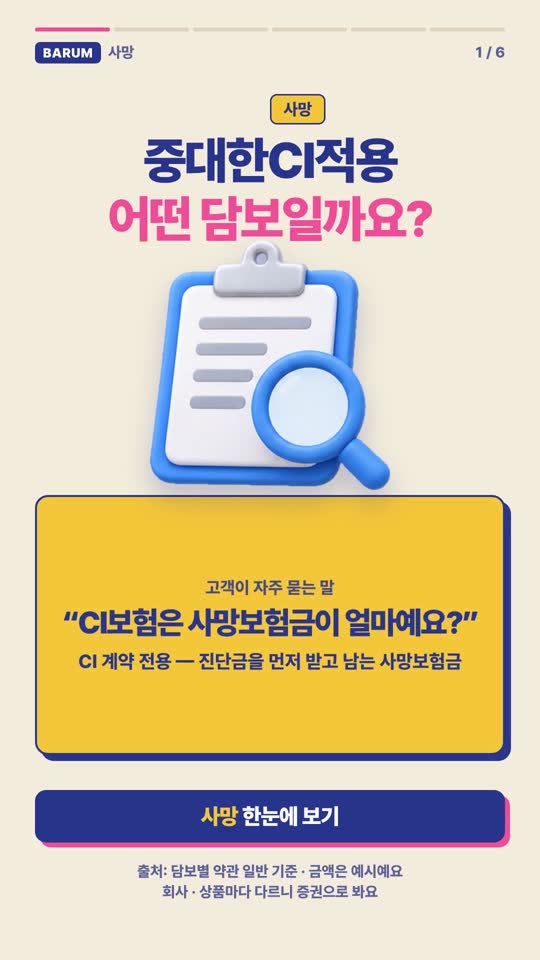 BARUM 사망
1 / 6
사망
중대한CI적용
어떤 담보일까요?
고객이 자주 묻는 말
“CI보험은 사망보험금이 얼마예요?”
CI 계약 전용 — 진단금을 먼저 받고 남는 사망보험금
사망 한눈에 보기
출처: 담보별 약관 일반 기준 · 금액은 예시예요
회사 · 상품마다 다르니 증권으로 봐요